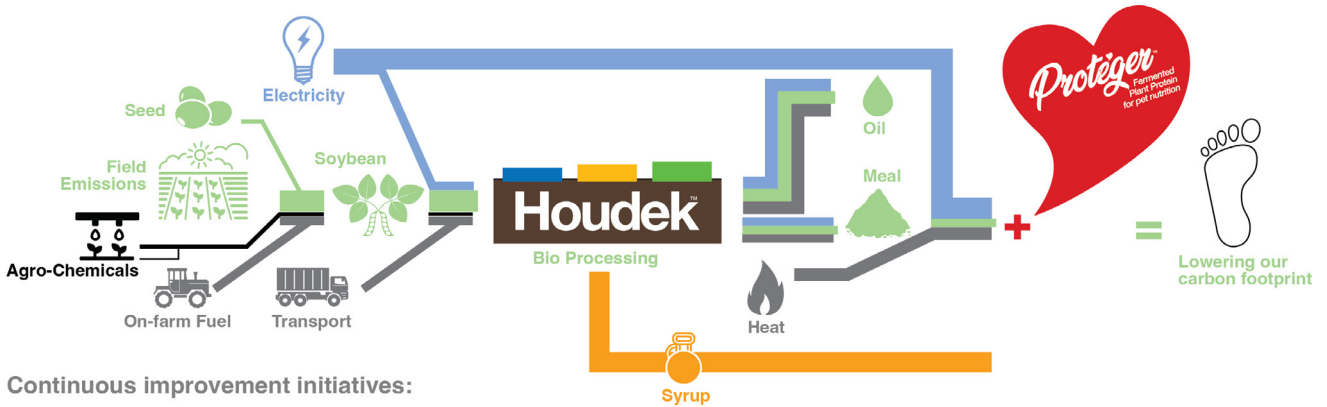 Electricity
Seed
Field
Emissions
Soybean
Agro-Chemicals
On-farm Fuel
Transport
Houdek™
Bio Processing
Oil
Meal
Heat
Syrup
Protéger™
Fermented
Plant Protein
for pet nutrition
+
=
Lowering our
carbon footprint
Continuous improvement initiatives: